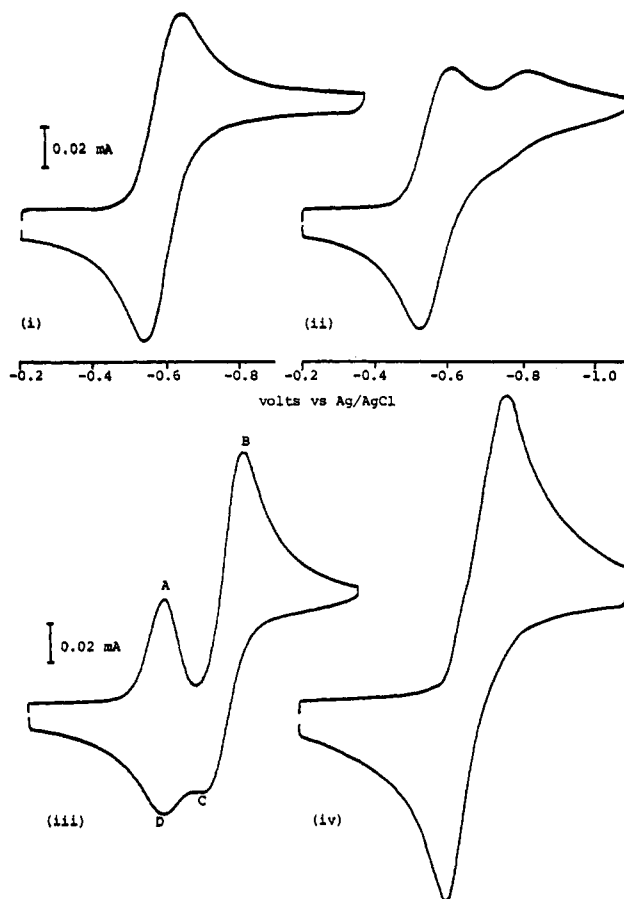 0.02 mA
(i)
(ii)
-0.2 -0.4 -0.6 -0.8 -0.2 -0.4 -0.6 -0.8 -1.0
volts vs Ag/AgCl
B
A
0.02 mA
C
D
(iii)
(iv)